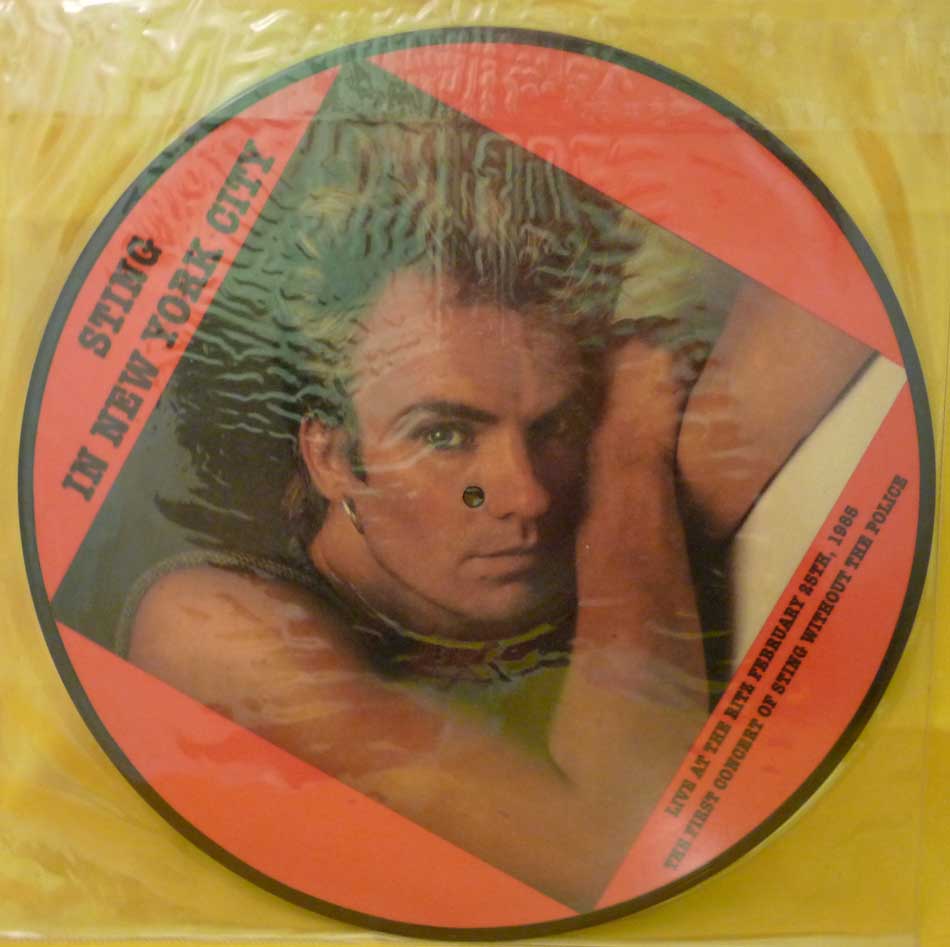 STING
IN NEW YORK CITY
LIVE AT THE RITZ FEBRUARY 25TH, 1985
THE FIRST CONCERT OF STING WITHOUT THE POLICE